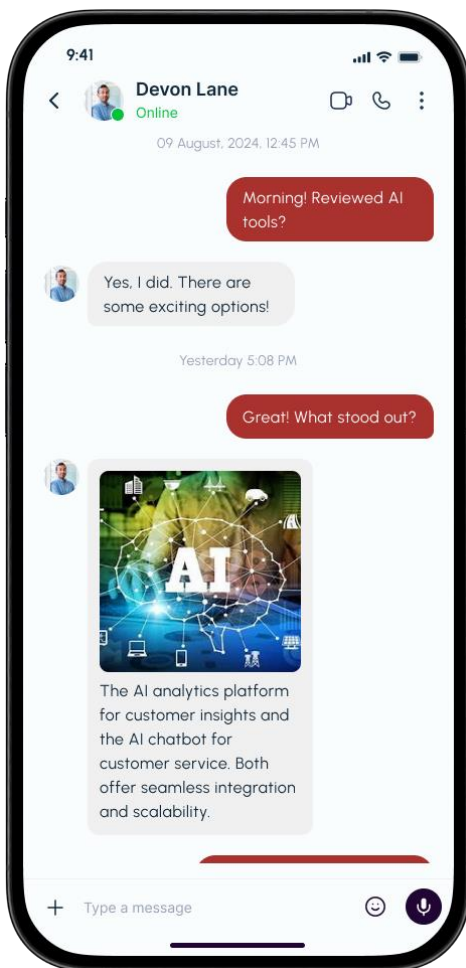 9:41
Devon Lane
Online
09 August, 2024, 12:45 PM
Morning! Reviewed AI
tools?
Yes, I did. There are
some exciting options!
Yesterday 5:08 PM
Great! What stood out?
AI
The AI analytics platform
for customer insights and
the AI chatbot for
customer service. Both
offer seamless integration
and scalability.
Type a message